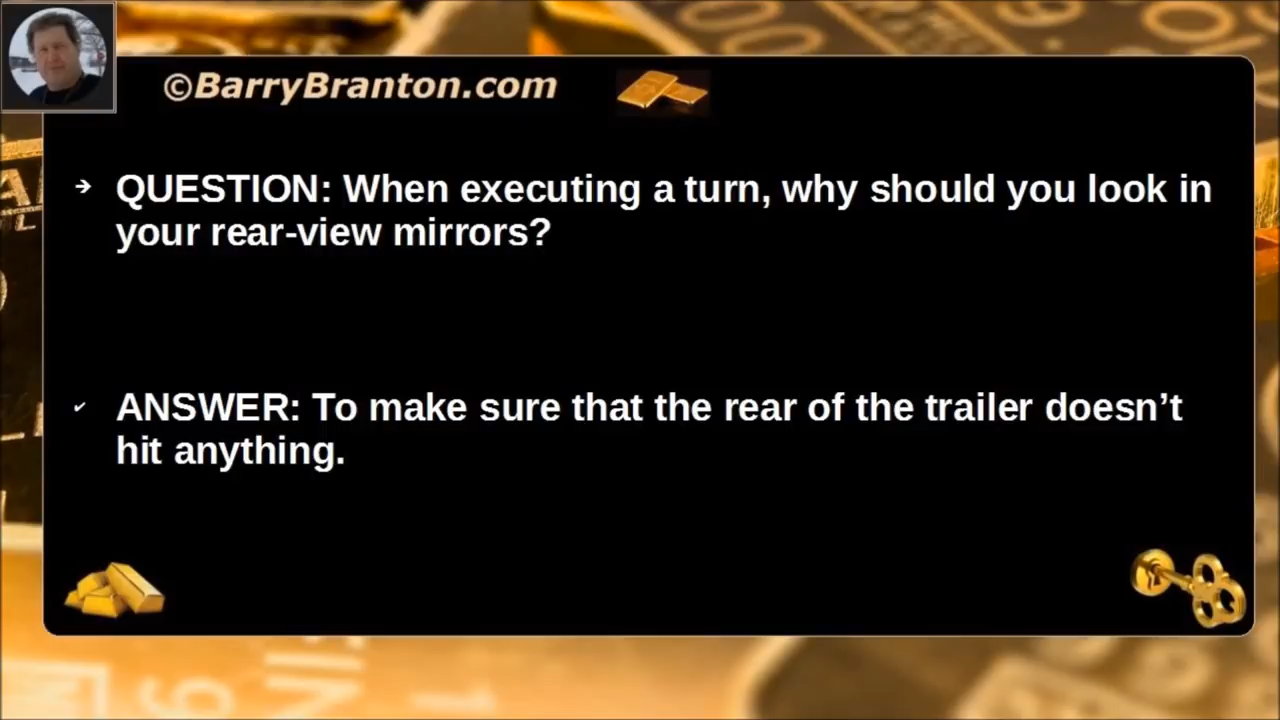 ©BarryBranton.com
QUESTION: When executing a turn, why should you look in
your rear-view mirrors?
ANSWER: To make sure that the rear of the trailer doesn’t
hit anything.